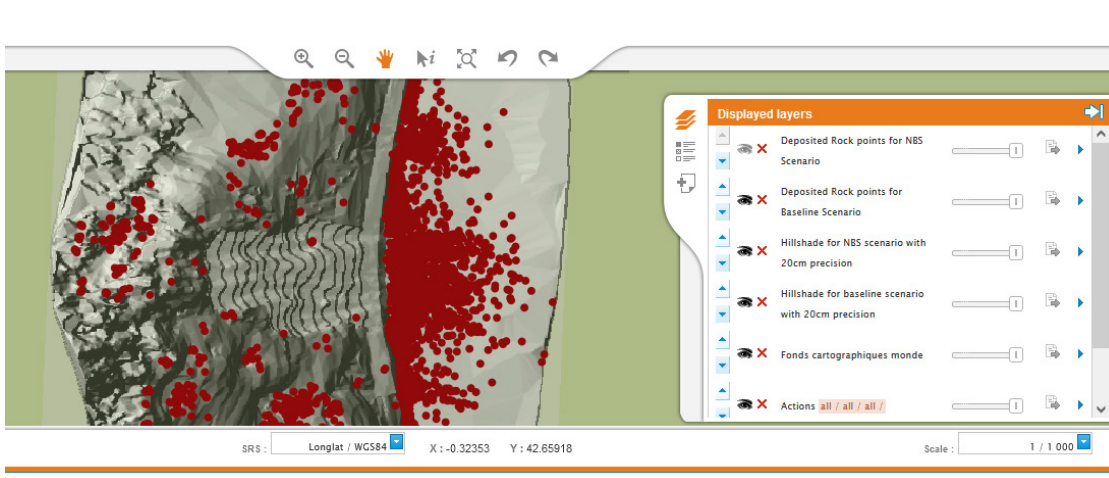 Displayed layers
Deposited Rock points for NBS
Scenario
Deposited Rock points for
Baseline Scenario
Hillshade for NBS scenario with
20cm precision
Hillshade for baseline scenario
with 20cm precision
Fonds cartographiques monde
Actions all / all / all /
SRS : Longlat / WGS84 X : -0.32353 Y : 42.65918 Scale : 1 / 1 000